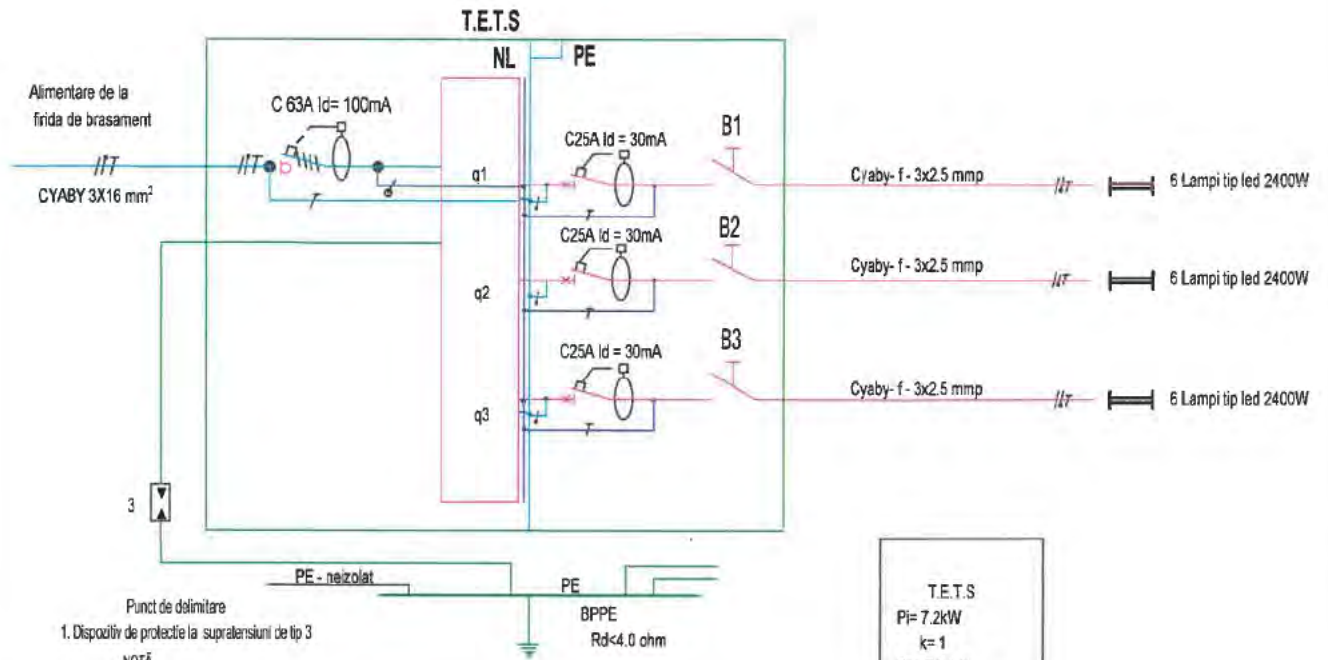 T.E.T.S
NL
PE
Alimentare de la
firida de brasament
CYABY 3X16 mm²
C 63A Id= 100mA
q1
C25A Id = 30mA
B1
Cyaby- f - 3x2.5 mmp
6 Lampi tip led 2400W
q2
C25A Id = 30mA
B2
Cyaby- f - 3x2.5 mmp
6 Lampi tip led 2400W
q3
C25A Id = 30mA
B3
Cyaby- f - 3x2.5 mmp
6 Lampi tip led 2400W
3
PE - neizolat
PE
BPPE
Rd<4.0 ohm
Punct de delimitare
1. Dispozitiv de protectie la supratensiuni de tip 3
NOTĂ
T.E.T.S
Pi= 7.2kW
k= 1